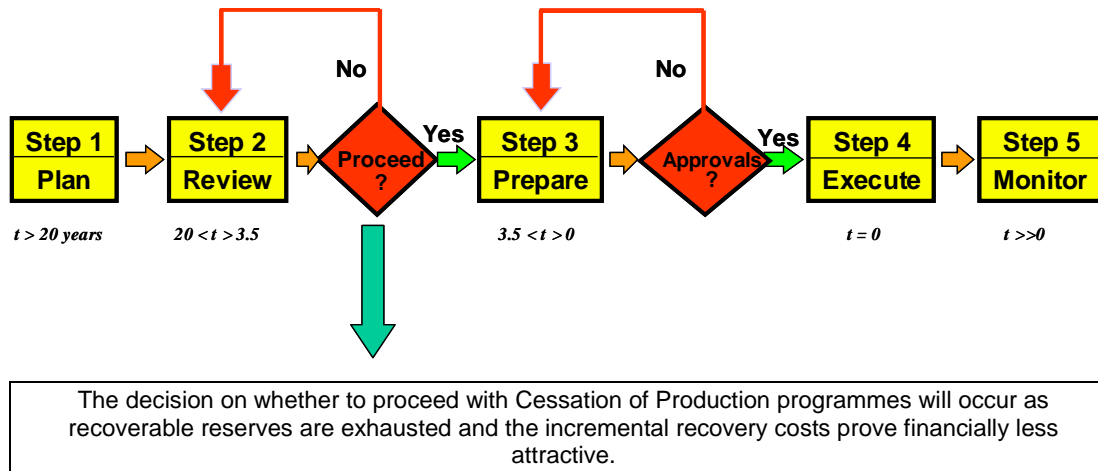 No
No
Step 1
Plan
Step 2
Review
Proceed
?
Yes
Step 3
Prepare
Approvals
?
Yes
Step 4
Execute
Step 5
Monitor
t > 20 years
20 < t > 3.5
3.5 < t > 0
t = 0
t >>0
The decision on whether to proceed with Cessation of Production programmes will occur as
recoverable reserves are exhausted and the incremental recovery costs prove financially less
attractive.